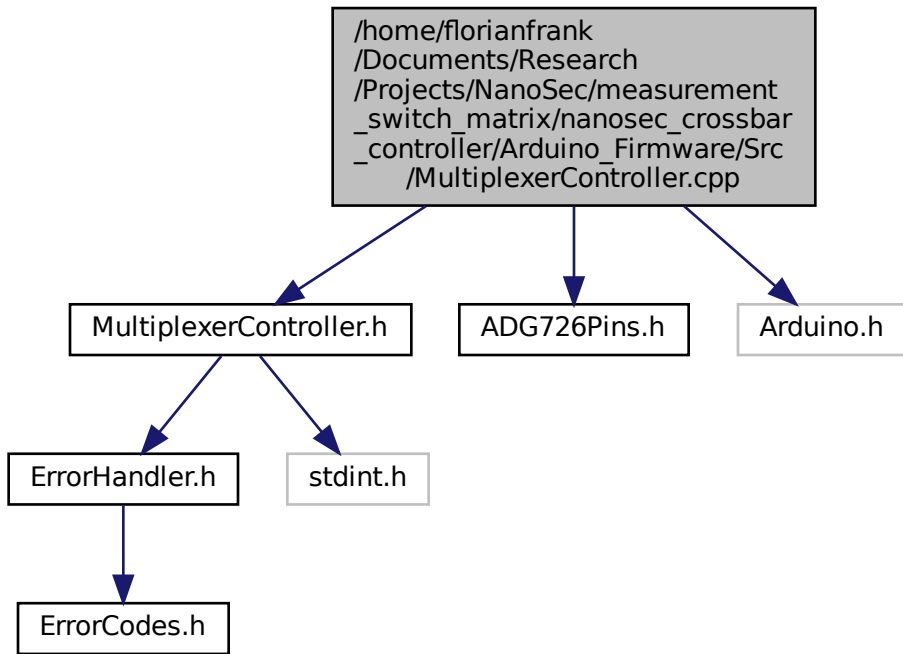 /home/florianfrank
/Documents/Research
/Projects/NanoSec/measurement
_switch_matrix/nanosec_crossbar
_controller/Arduino_Firmware/Src
/MultiplexerController.cpp
MultiplexerController.h
ADG726Pins.h
Arduino.h
ErrorHandler.h
stdint.h
ErrorCodes.h